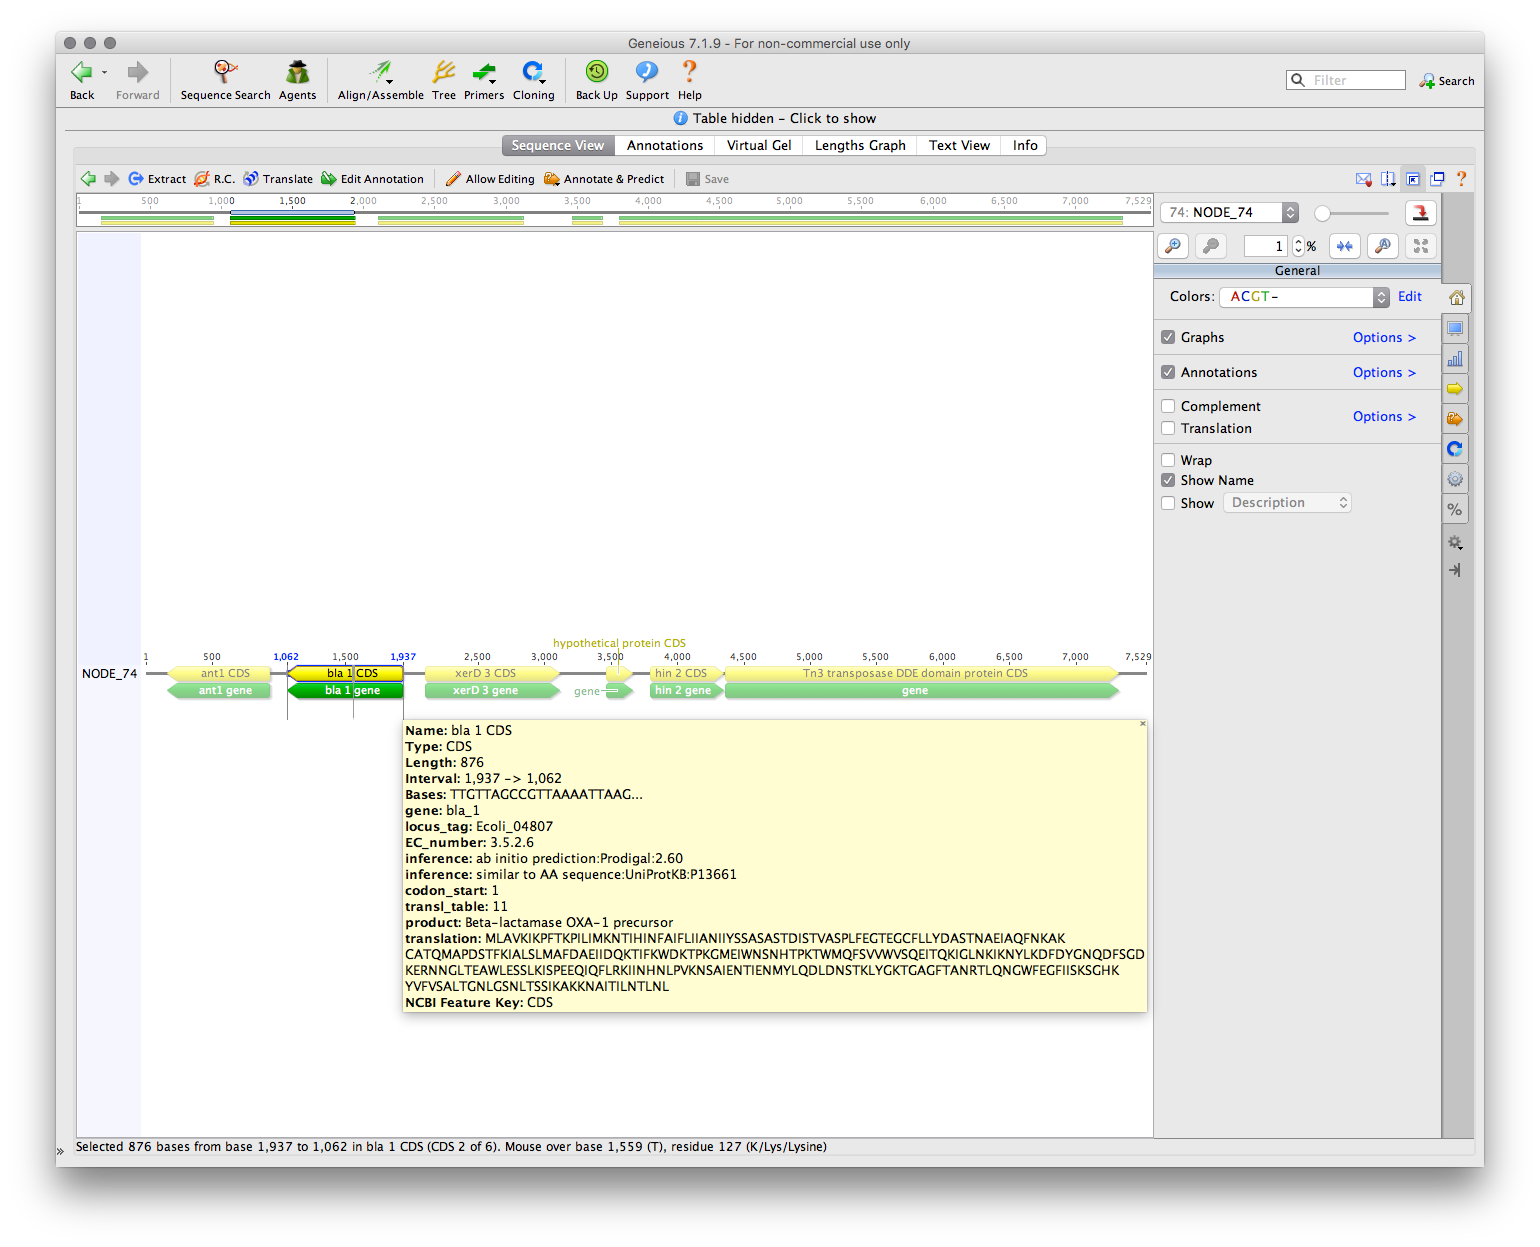 Geneious 7.1.9 – For non-commercial use only
Back Forward Sequence Search Agents Align/Assemble Tree Primers Cloning Back Up Support Help Filter Search
Table hidden – Click to show
Sequence View Annotations Virtual Gel Lengths Graph Text View Info
Extract R.C. Translate Edit Annotation Allow Editing Annotate & Predict Save
1 500 1,000 1,500 2,000 2,500 3,000 3,500 4,000 4,500 5,000 5,500 6,000 6,500 7,000 7,529
74: NODE_74
1 %
General
Colors: ACGT– Edit
Graphs Options >
Annotations Options >
Complement
Options >
Translation
Wrap
Show Name
Show Description
%
hypothetical protein CDS
1 500 1,062 1,500 1,937 2,500 3,000 3,500 4,000 4,500 5,000 5,500 6,000 6,500 7,000 7,529
NODE_74 ant1 CDS bla 1 CDS xerD 3 CDS hin 2 CDS Tn3 transposase DDE domain protein CDS
ant1 gene bla 1 gene xerD 3 gene gene hin 2 gene gene
Name: bla 1 CDS
Type: CDS
Length: 876
Interval: 1,937 -> 1,062
Bases: TTGTTAGCCGTTAAAATTAAG...
gene: bla_1
locus_tag: Ecoli_04807
EC_number: 3.5.2.6
inference: ab initio prediction:Prodigal:2.60
inference: similar to AA sequence:UniProtKB:P13661
codon_start: 1
transl_table: 11
product: Beta-lactamase OXA-1 precursor
translation: MLAVKIKPFTKPILIMKNTIHINFAIFLIIANIIYSSASASTDISTVASPLFEGTEGCFLLYDASTNAEIAQFNKAK
CATQMAPDSTFKIALSLMAFDAEIIDQKTIFKWDKTPKGMEIWNSNHTPKTWMQFSVVWVSQEITQKIGLNKIKNYLKDFDYGNQDFSGD
KERNNGLTEAWLESSLKISPEEQIQFLRKIINHNLPVKNSAIENTIENMYLQDLDNSTKLYGKTGAGFTANRTLQNGWFEGFIISKSGHK
YVFVSALTGNLGSNLTSSIKAKKNAITILNTLNL
NCBI Feature Key: CDS
Selected 876 bases from base 1,937 to 1,062 in bla 1 CDS (CDS 2 of 6). Mouse over base 1,559 (T), residue 127 (K/Lys/Lysine)